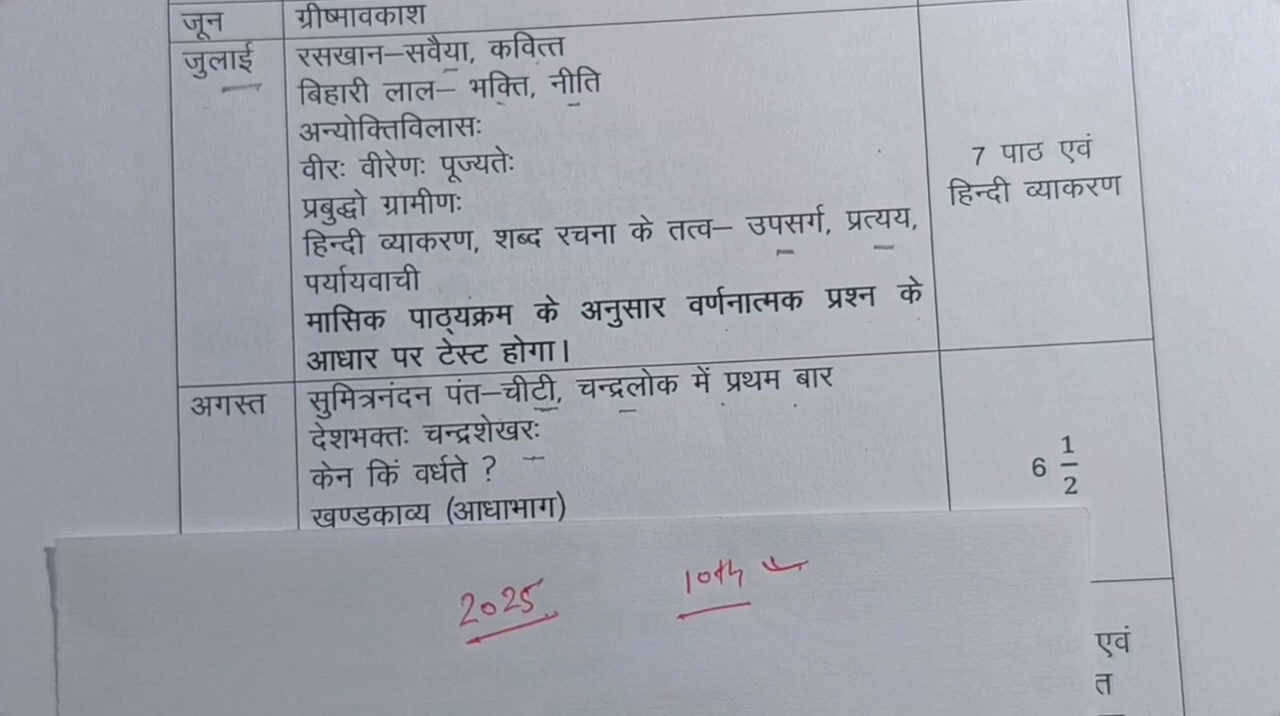 जून ग्रीष्मावकाश
जुलाई रसखान–सवैया, कवित्त
बिहारी लाल– भक्ति, नीति
अन्योक्तिविलासः
वीरः वीरेणः पूज्यतेः
प्रबुद्धो ग्रामीणः
हिन्दी व्याकरण, शब्द रचना के तत्व– उपसर्ग, प्रत्यय,
पर्यायवाची
मासिक पाठ्यक्रम के अनुसार वर्णनात्मक प्रश्न के
आधार पर टेस्ट होगा।
7 पाठ एवं
हिन्दी व्याकरण
अगस्त सुमित्रनंदन पंत–चीटी, चन्द्रलोक में प्रथम बार
देशभक्तः चन्द्रशेखरः
केन किं वर्धते ?
खण्डकाव्य (आधाभाग)
6 1/2
2025 10th
एवं
त